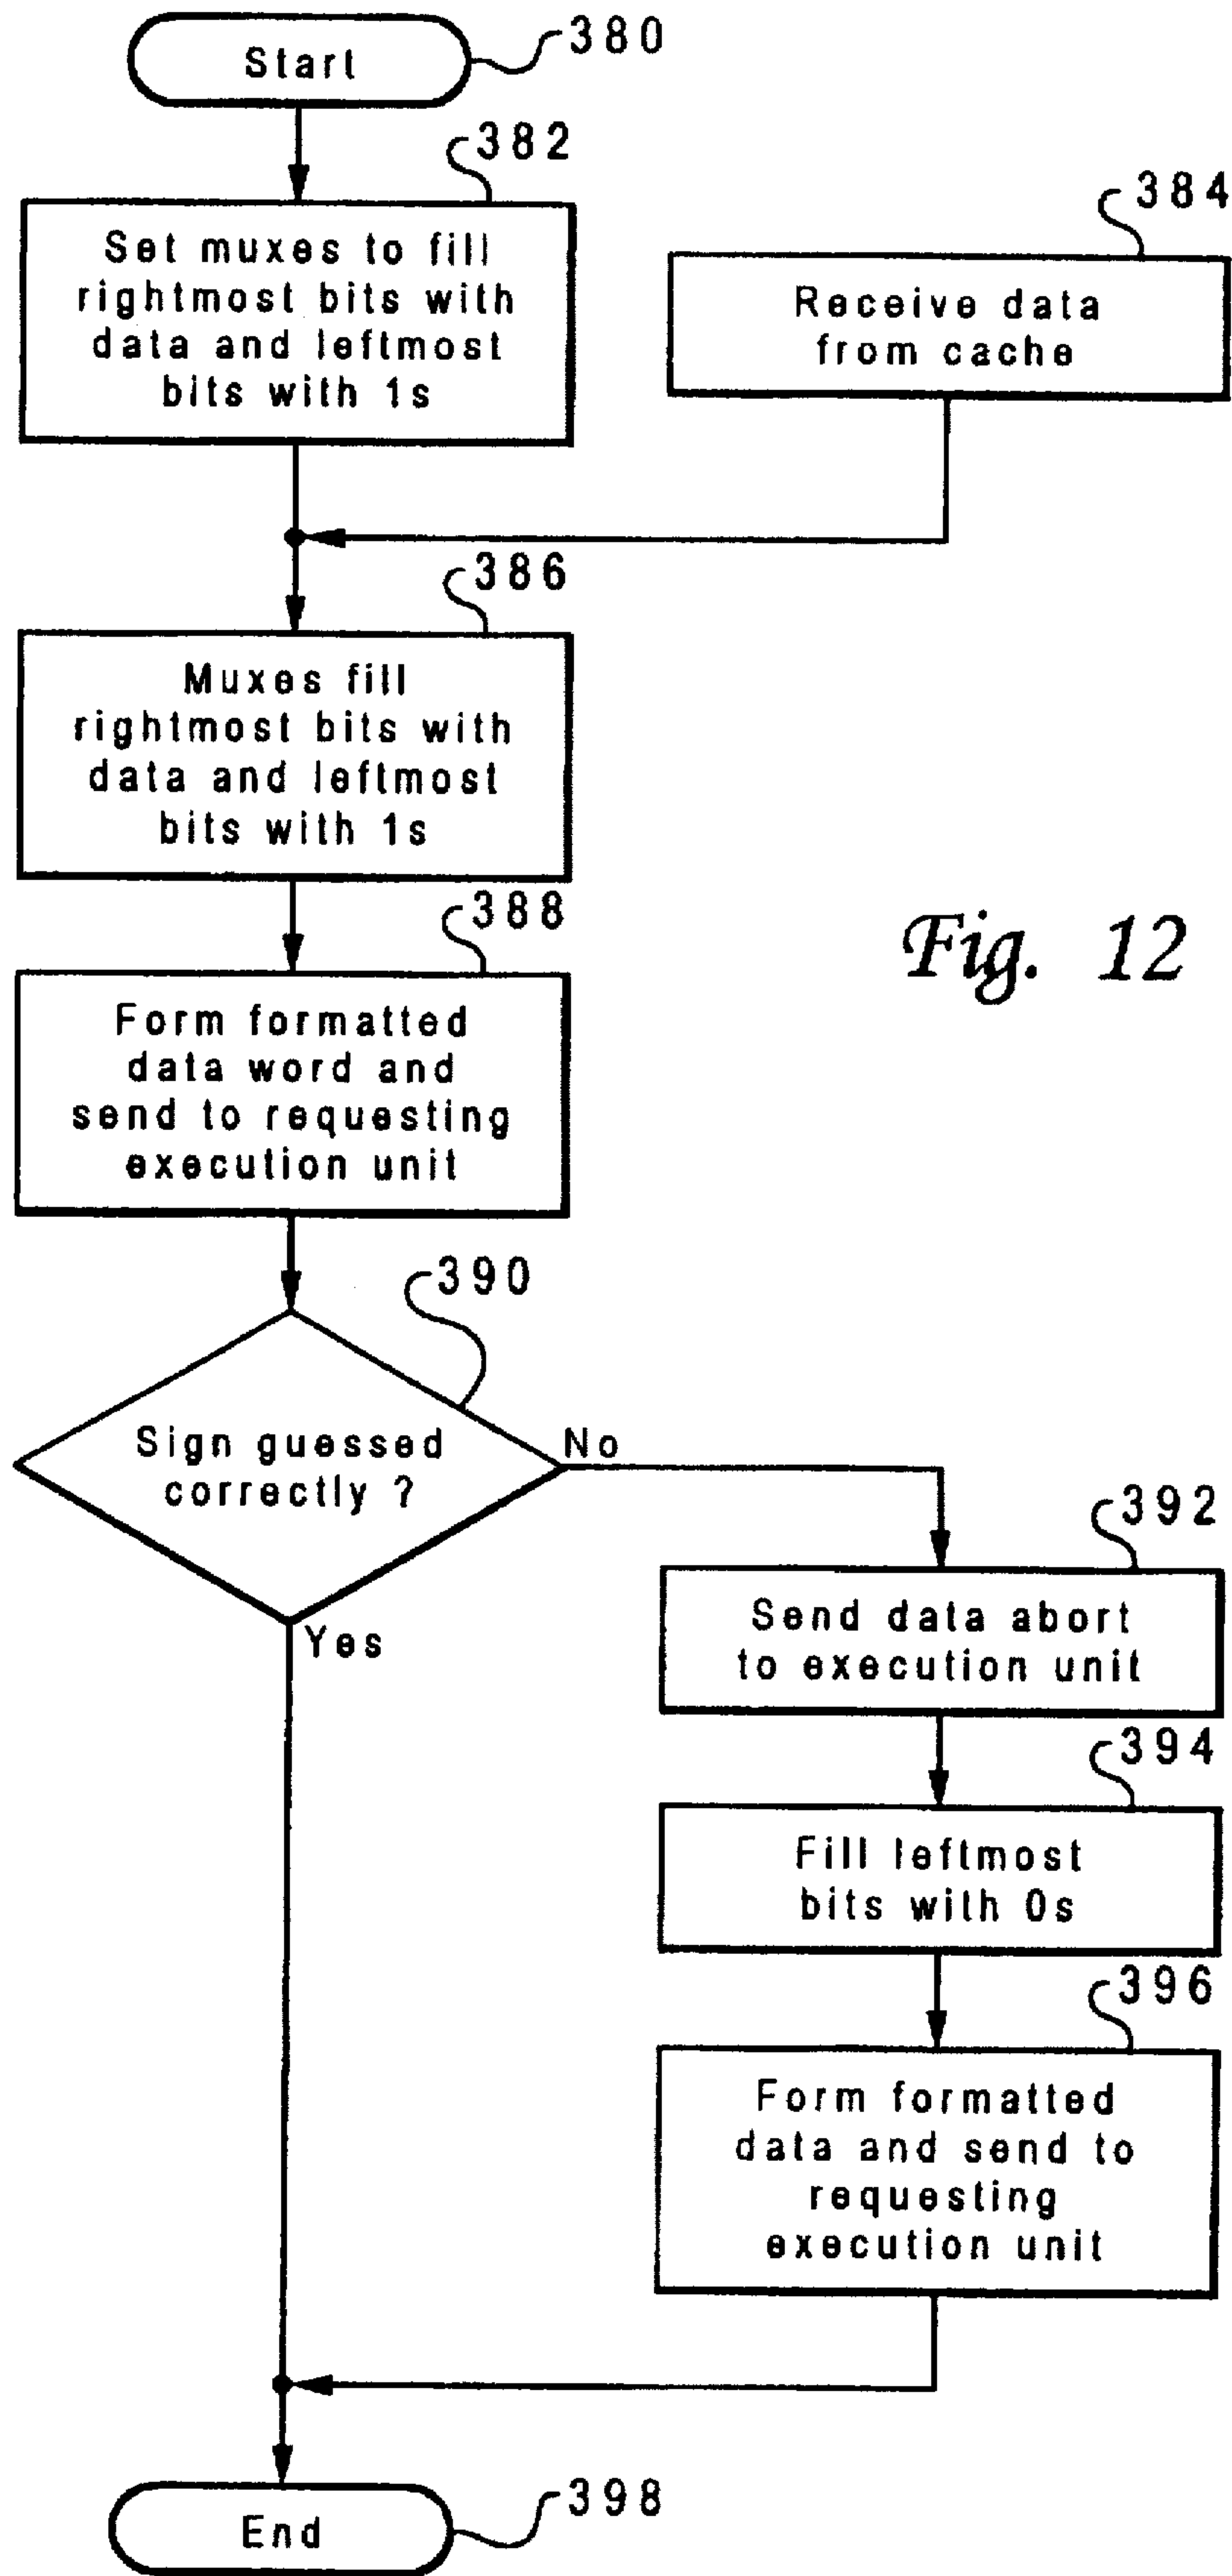 Start
380
382
Set muxes to fill
rightmost bits with
data and leftmost
bits with 1s
384
Receive data
from cache
386
Muxes fill
rightmost bits with
data and leftmost
bits with 1s
388
Form formatted
data word and
send to requesting
execution unit
Fig. 12
390
Sign guessed
correctly ?
No
Yes
392
Send data abort
to execution unit
394
Fill leftmost
bits with 0s
396
Form formatted
data and send to
requesting
execution unit
End
398